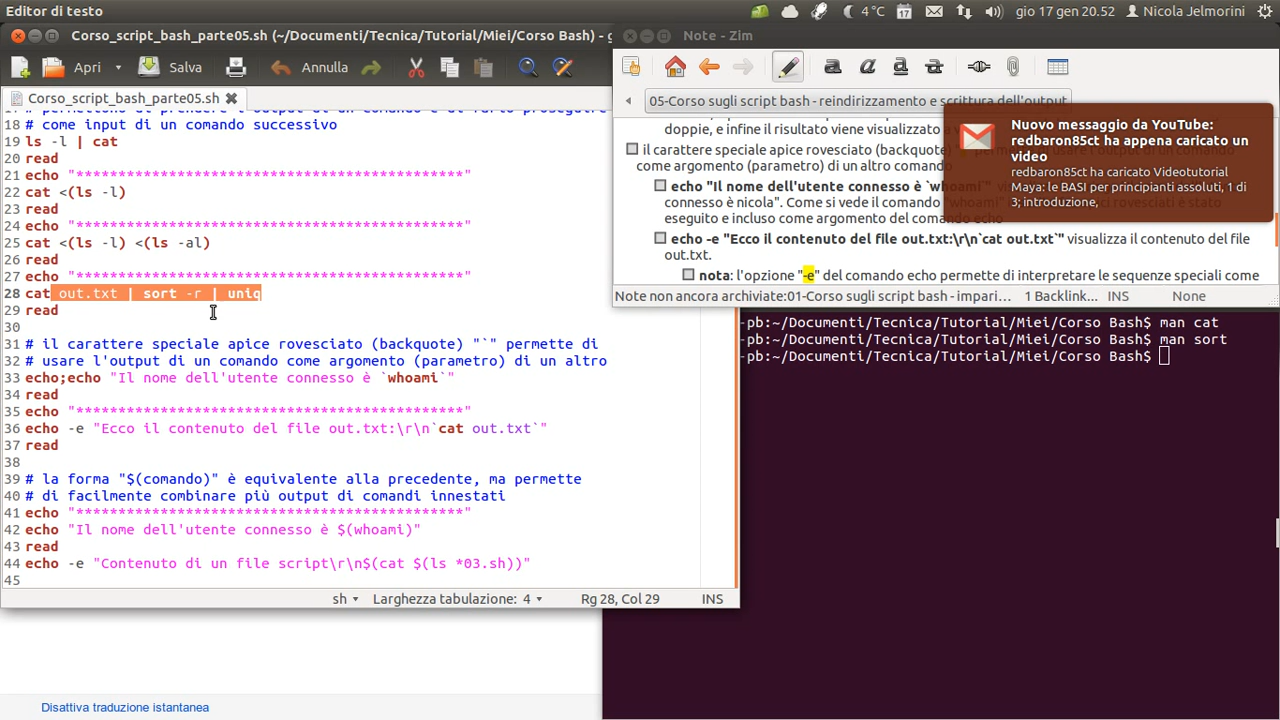 Editor di testo
4 °C
gio 17 gen 20.52
Nicola Jelmorini
Corso_script_bash_parte05.sh (~/Documenti/Tecnica/Tutorial/Miei/Corso Bash) - g
Apri
Salva
Annulla
Corso_script_bash_parte05.sh
18 # come input di un comando successivo
19 ls -l | cat
20 read
21 echo "**********************************************"
22 cat <(ls -l)
23 read
24 echo "**********************************************"
25 cat <(ls -l) <(ls -al)
26 read
27 echo "**********************************************"
28 cat out.txt | sort -r | uniq
29 read
30
31 # il carattere speciale apice rovesciato (backquote) "`" permette di
32 # usare l'output di un comando come argomento (parametro) di un altro
33 echo;echo "Il nome dell'utente connesso è `whoami`"
34 read
35 echo "**********************************************"
36 echo -e "Ecco il contenuto del file out.txt:\r\n`cat out.txt`"
37 read
38
39 # la forma "$(comando)" è equivalente alla precedente, ma permette
40 # di facilmente combinare più output di comandi innestati
41 echo "**********************************************"
42 echo "Il nome dell'utente connesso è $(whoami)"
43 read
44 echo -e "Contenuto di un file script\r\n$(cat $(ls *03.sh))"
45
sh
Larghezza tabulazione: 4
Rg 28, Col 29
INS
Disattiva traduzione istantanea
Note - Zim
05-Corso sugli script bash - reindirizzamento e scrittura dell'output
doppie, e infine il risultato viene visualizzato a
il carattere speciale apice rovesciato (backquote)
come argomento (parametro) di un altro comando
echo "Il nome dell'utente connesso è `whoami`"
connesso è nicola". Come si vede il comando
eseguito e incluso come argomento del comando echo
echo -e "Ecco il contenuto del file out.txt:\r\n`cat out.txt`" visualizza il contenuto del file
out.txt.
nota: l'opzione "-e" del comando echo permette di interpretare le sequenze speciali come
Note non ancora archiviate:01-Corso sugli script bash - impari...
1 Backlink...
INS
None
Nuovo messaggio da YouTube:
redbaron85ct ha appena caricato un
video
redbaron85ct ha caricato Videotutorial
Maya: le BASI per principianti assoluti, 1 di
3; introduzione,
-pb:~/Documenti/Tecnica/Tutorial/Miei/Corso Bash$ man cat
-pb:~/Documenti/Tecnica/Tutorial/Miei/Corso Bash$ man sort
-pb:~/Documenti/Tecnica/Tutorial/Miei/Corso Bash$